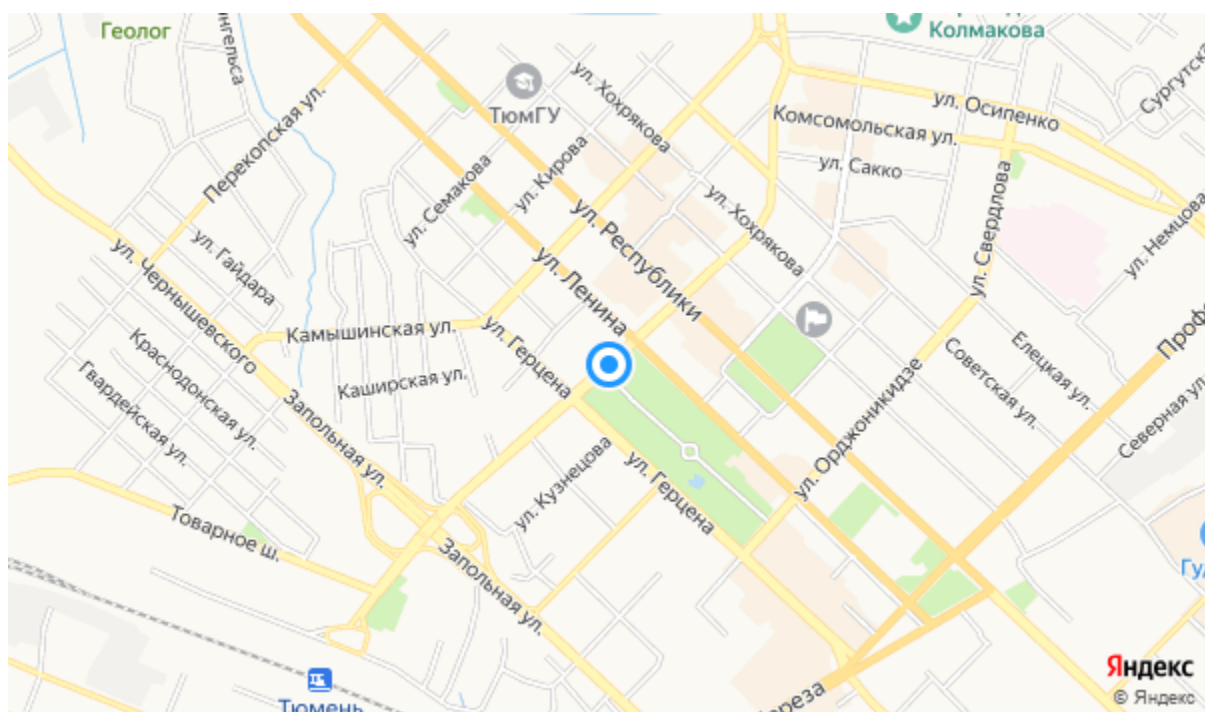 Геолог
Колмакова
ул. Хохрякова
ТюмГУ
ул. Осипенко
Комсомольская ул.
Перекопская ул.
ул. Семакова
ул. Кирова
ул. Сакко
ул. Хохрякова
ул. Свердлова
ул. Немцова
ул. Республики
ул. Гайдара
ул. Ленина
ул. Чернышевского
Камышинская ул.
ул. Герцена
Краснодонская ул.
Каширская ул.
Гвардейская ул.
Запольная ул.
Елецкая ул.
Советская ул.
Северная ул.
ул. Орджоникидзе
ул. Кузнецова
ул. Герцена
Товарное ш.
Запольная ул.
Тюмень
Яндекс
© Яндекс